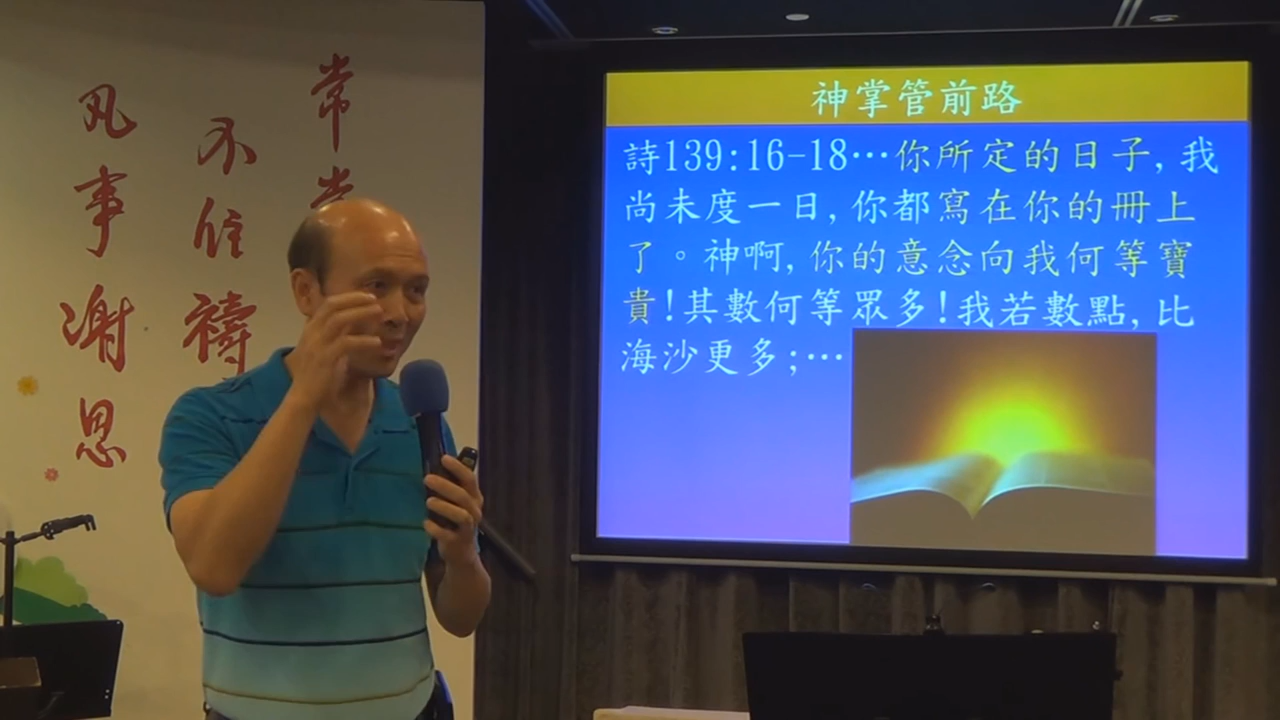 神掌管前路
詩139:16-18…你所定的日子,我
尚未度一日,你都寫在你的冊上
了。神啊,你的意念向我何等寶
貴!其數何等眾多!我若數點,比
海沙更多;…
常常
不住禱
凡事謝恩